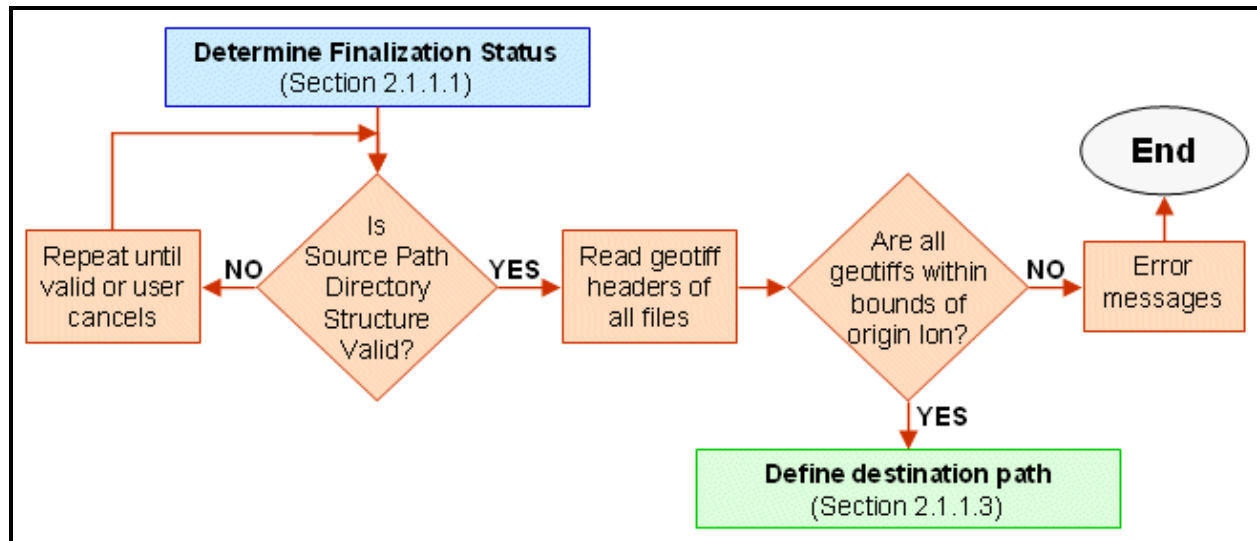 Determine Finalization Status
(Section 2.1.1.1)
Is
Source Path
Directory
Structure
Valid?
NO
Repeat until
valid or user
cancels
YES
Read geotiff
headers of
all files
Are all
geotiffs within
bounds of
origin lon?
NO
Error
messages
End
YES
Define destination path
(Section 2.1.1.3)